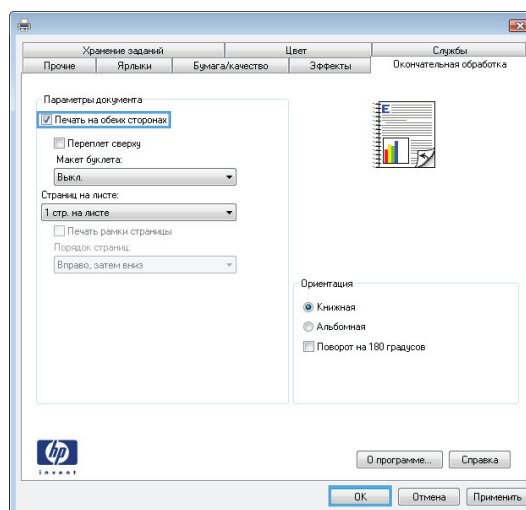 Хранение заданий
Цвет
Службы
Прочие
Ярлыки
Бумага/качество
Эффекты
Окончательная обработка
Параметры документа
Печать на обеих сторонах
Переплет сверху
Макет буклета:
Выкл.
Страниц на листе:
1 стр. на листе
Печать рамки страницы
Порядок страниц:
Вправо, затем вниз
E
Ориентация
Книжная
Альбомная
Поворот на 180 градусов
hp
invent
О программе...
Справка
OK
Отмена
Применить